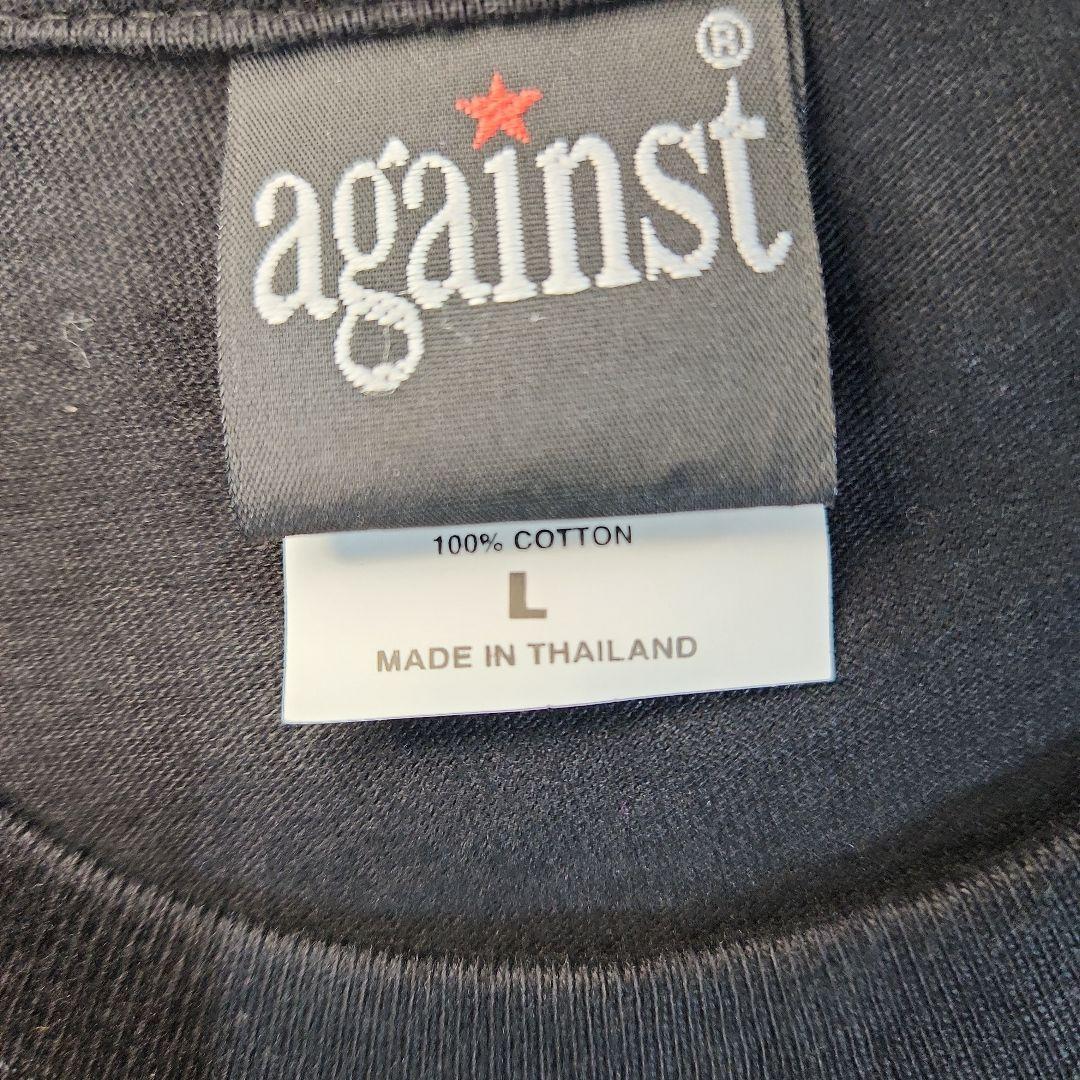 against®
100% COTTON
L
MADE IN THAILAND